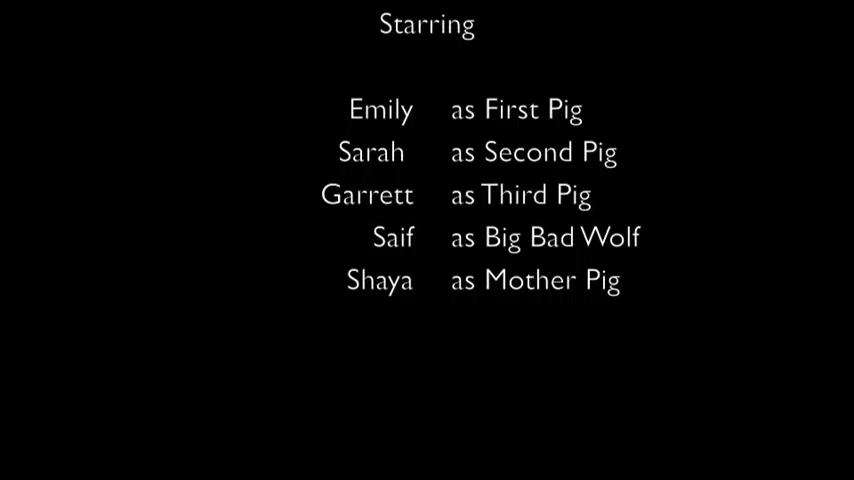 Starring
Emily as First Pig
Sarah as Second Pig
Garrett as Third Pig
Saif as Big Bad Wolf
Shaya as Mother Pig